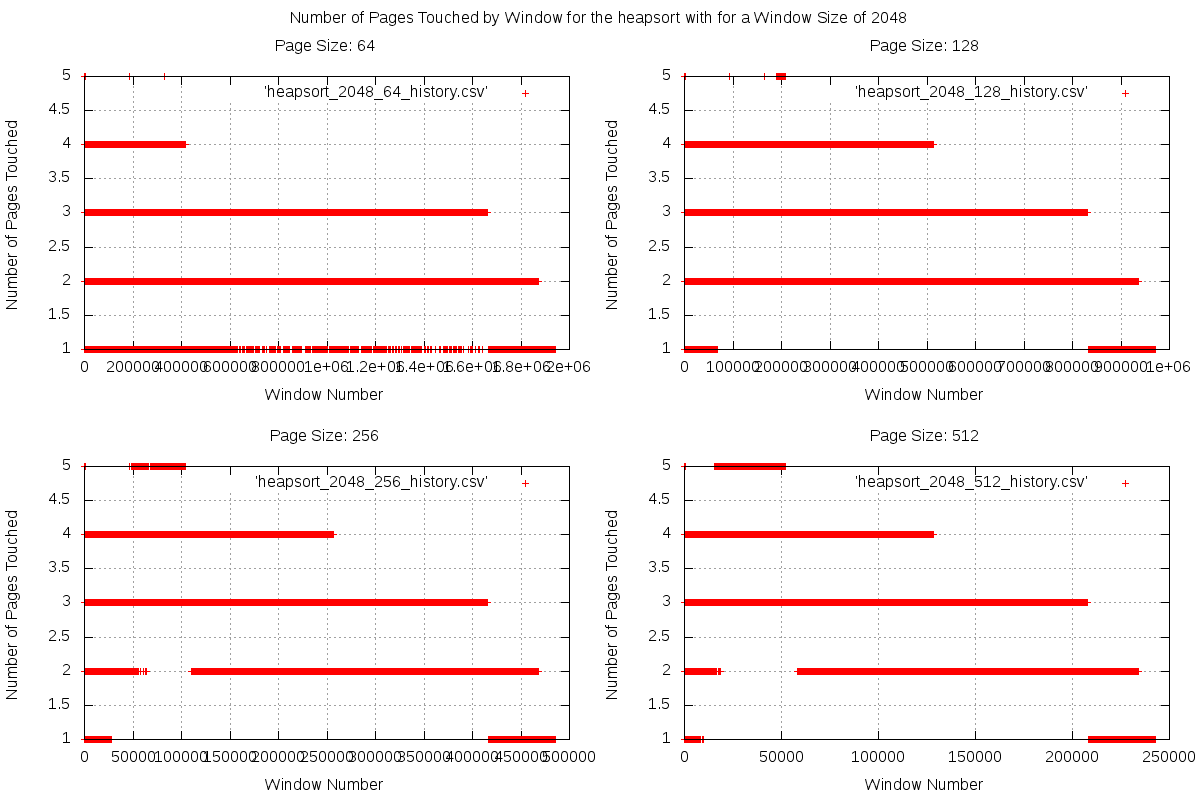 Number of Pages Touched by Window for the heapsort with for a Window Size of 2048
Page Size: 64
Number of Pages Touched
5
4.5
4
3.5
3
2.5
2
1.5
1
'heapsort_2048_64_history.csv'
0 200000 400000 600000 800000 1e+06 1.2e+06 1.4e+06 1.6e+06 1.8e+06 2e+06
Window Number
Page Size: 128
Number of Pages Touched
5
4.5
4
3.5
3
2.5
2
1.5
1
'heapsort_2048_128_history.csv'
0 100000 200000 300000 400000 500000 600000 700000 800000 900000 1e+06
Window Number
Page Size: 256
Number of Pages Touched
5
4.5
4
3.5
3
2.5
2
1.5
1
'heapsort_2048_256_history.csv'
0 50000 100000 150000 200000 250000 300000 350000 400000 450000 500000
Window Number
Page Size: 512
Number of Pages Touched
5
4.5
4
3.5
3
2.5
2
1.5
1
'heapsort_2048_512_history.csv'
0 50000 100000 150000 200000 250000
Window Number